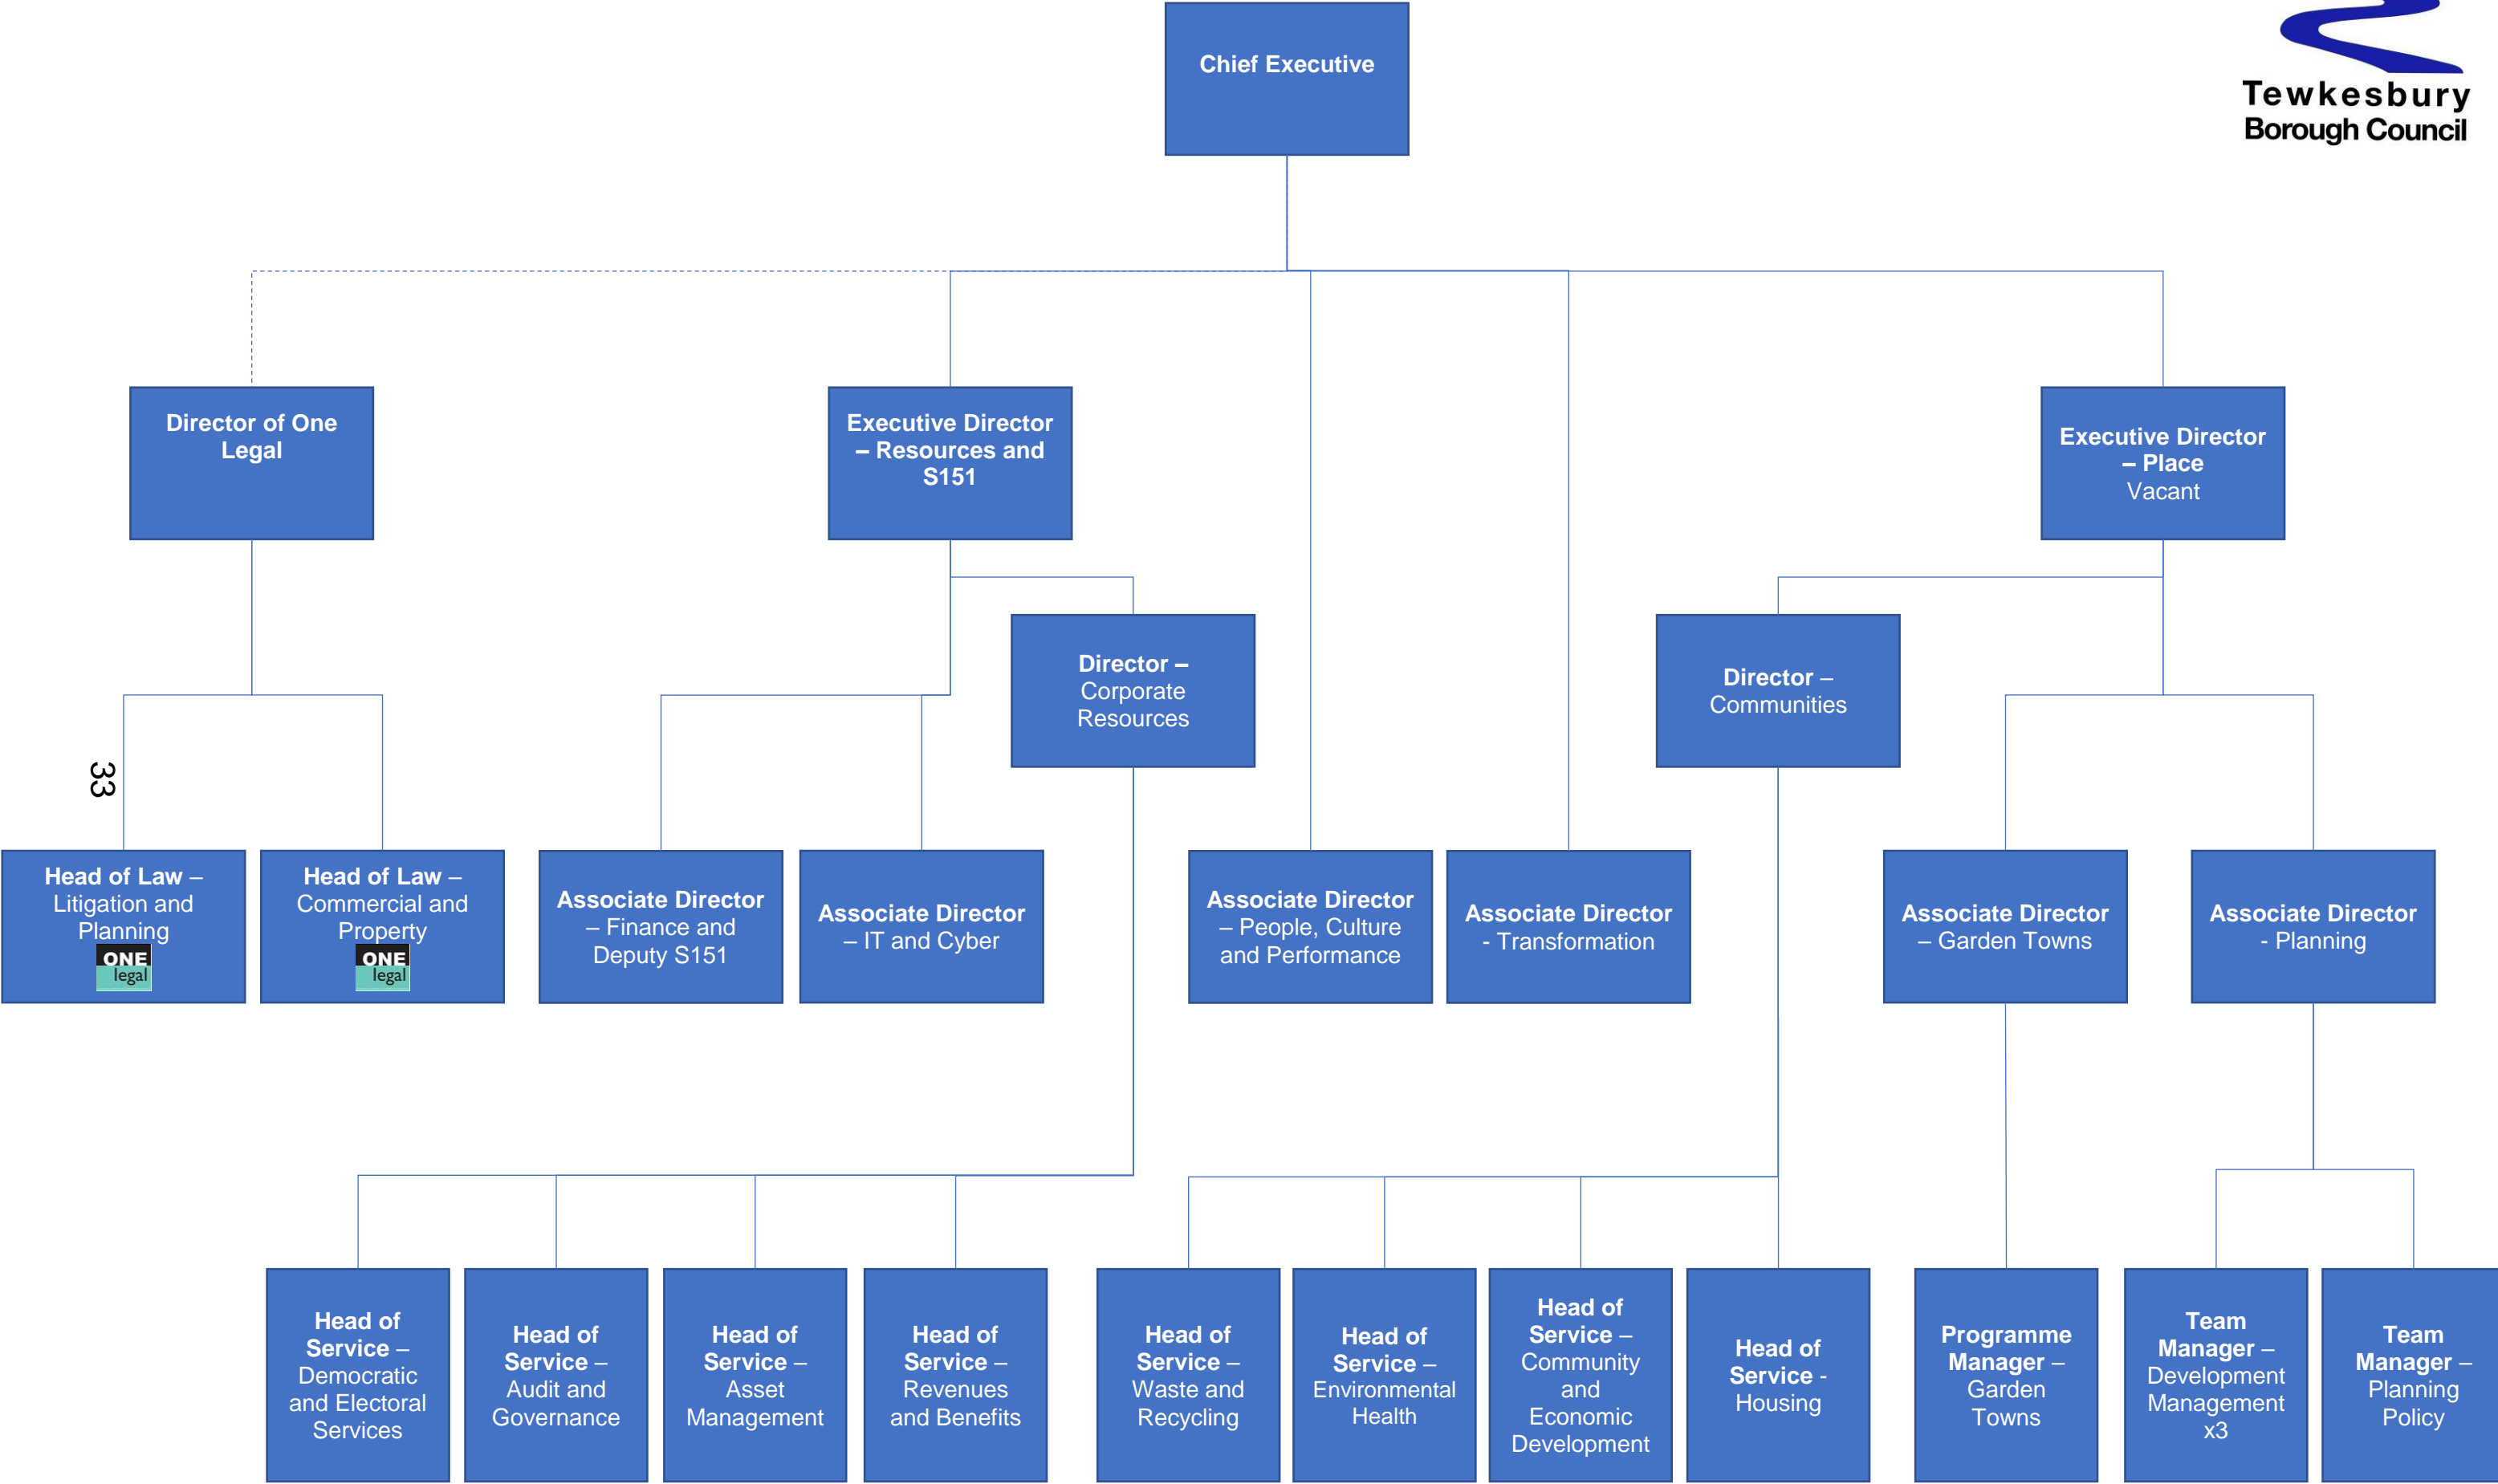 Chief Executive
Tewkesbury
Borough Council
Director of One
Legal
Executive Director
– Resources and
S151
Executive Director
– Place
Vacant
Director –
Corporate
Resources
Director –
Communities
33
Head of Law –
Litigation and
Planning
ONE
legal
Head of Law –
Commercial and
Property
ONE
legal
Associate Director
– Finance and
Deputy S151
Associate Director
– IT and Cyber
Associate Director
– People, Culture
and Performance
Associate Director
- Transformation
Associate Director
– Garden Towns
Associate Director
- Planning
Head of
Service –
Democratic
and Electoral
Services
Head of
Service –
Audit and
Governance
Head of
Service –
Asset
Management
Head of
Service –
Revenues
and Benefits
Head of
Service –
Waste and
Recycling
Head of
Service –
Environmental
Health
Head of
Service –
Community
and
Economic
Development
Head of
Service -
Housing
Programme
Manager –
Garden
Towns
Team
Manager –
Development
Management
x3
Team
Manager –
Planning
Policy